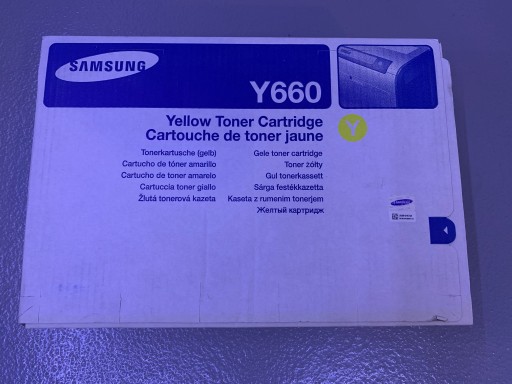 SAMSUNG
Y660
Yellow Toner Cartridge
Cartouche de toner jaune
Y
Tonerkartusche (gelb)
Cartucho de tóner amarillo
Cartucho de toner amarelo
Cartuccia toner giallo
Žlutá tonerová kazeta
Gele toner cartridge
Toner żółty
Gul tonerkassett
Sárga festékkazetta
Kaseta z rumenim tonerjem
Желтый картридж
SAMSUNG